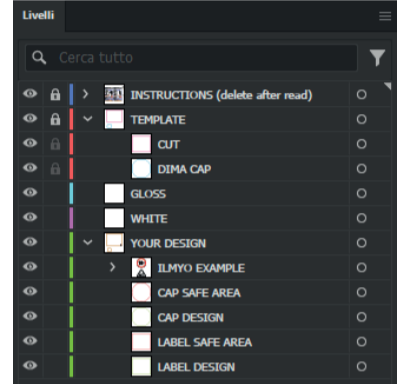 Livelli
Cerca tutto
INSTRUCTIONS (delete after read)
TEMPLATE
CUT
DIMA CAP
GLOSS
WHITE
YOUR DESIGN
ILMYO EXAMPLE
CAP SAFE AREA
CAP DESIGN
LABEL SAFE AREA
LABEL DESIGN